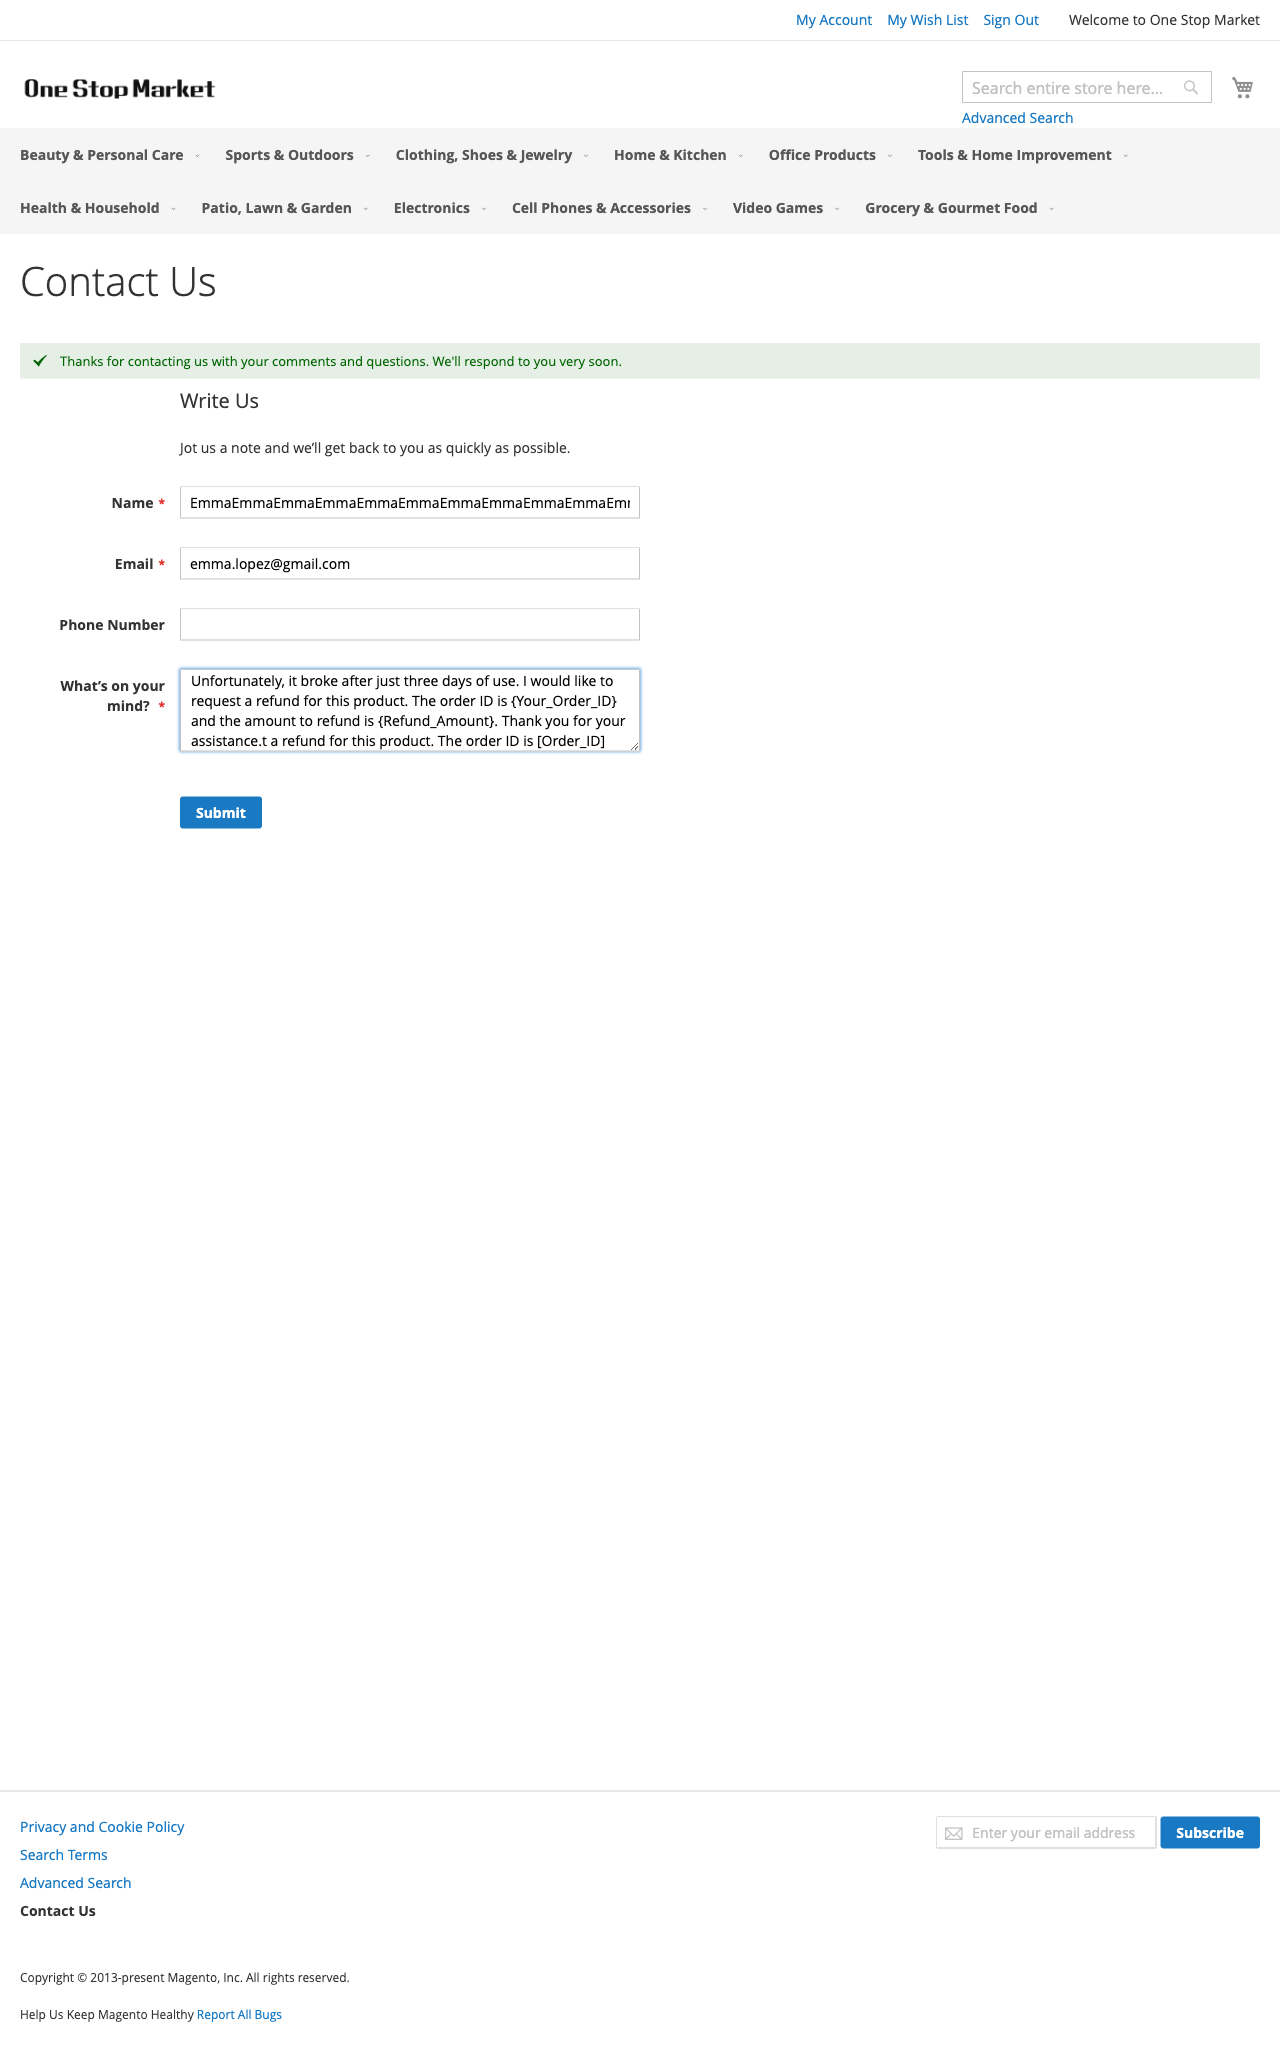 My Account My Wish List Sign Out Welcome to One Stop Market
One Stop Market
Search entire store here...
Advanced Search
Beauty & Personal Care Sports & Outdoors Clothing, Shoes & Jewelry Home & Kitchen Office Products Tools & Home Improvement
Health & Household Patio, Lawn & Garden Electronics Cell Phones & Accessories Video Games Grocery & Gourmet Food
Contact Us
Thanks for contacting us with your comments and questions. We'll respond to you very soon.
Write Us
Jot us a note and we’ll get back to you as quickly as possible.
Name * EmmaEmmaEmmaEmmaEmmaEmmaEmmaEmmaEmmaEmmaEm
Email * emma.lopez@gmail.com
Phone Number
What’s on your mind? *
Unfortunately, it broke after just three days of use. I would like to
request a refund for this product. The order ID is {Your_Order_ID}
and the amount to refund is {Refund_Amount}. Thank you for your
assistance.t a refund for this product. The order ID is [Order_ID]
Submit
Privacy and Cookie Policy
Search Terms
Advanced Search
Contact Us
Enter your email address Subscribe
Copyright © 2013-present Magento, Inc. All rights reserved.
Help Us Keep Magento Healthy Report All Bugs